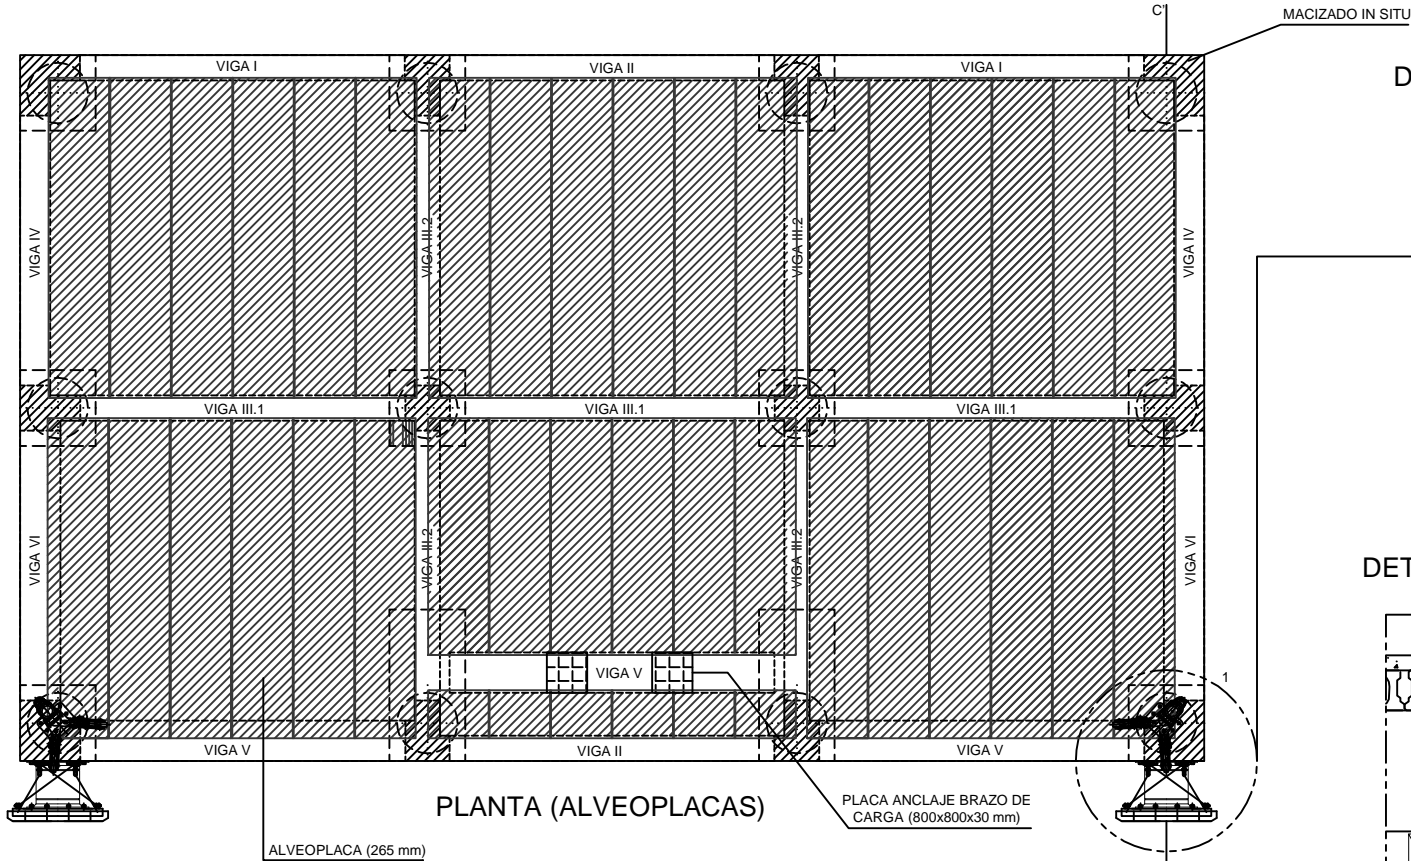 C'
MACIZADO IN SITU
VIGA I
VIGA II
VIGA I
D
VIGA IV
VIGA III.2
VIGA III.2
VIGA IV
VIGA III.1
VIGA III.1
VIGA III.1
VIGA VI
VIGA III.2
VIGA III.2
VIGA VI
DET
VIGA V
1
VIGA V
VIGA II
VIGA V
PLANTA (ALVEOPLACAS)
PLACA ANCLAJE BRAZO DE
CARGA (800x800x30 mm)
ALVEOPLACA (265 mm)